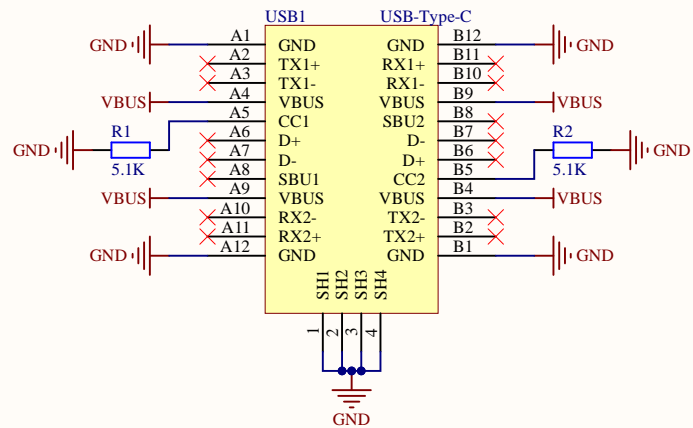 USB1 USB-Type-C
GND A1 GND GND B12 GND
A2 TX1+ RX1+ B11
A3 TX1- RX1- B10
VBUS A4 VBUS VBUS B9 VBUS
A5 CC1 SBU2 B8
GND R1 5.1K A6 D+ D- B7 R2 5.1K GND
A7 D- D+ B6
A8 SBU1 CC2 B5
VBUS A9 VBUS VBUS B4 VBUS
A10 RX2- TX2- B3
A11 RX2+ TX2+ B2
GND A12 GND GND B1 GND
SH1 SH2 SH3 SH4
1 2 3 4
GND